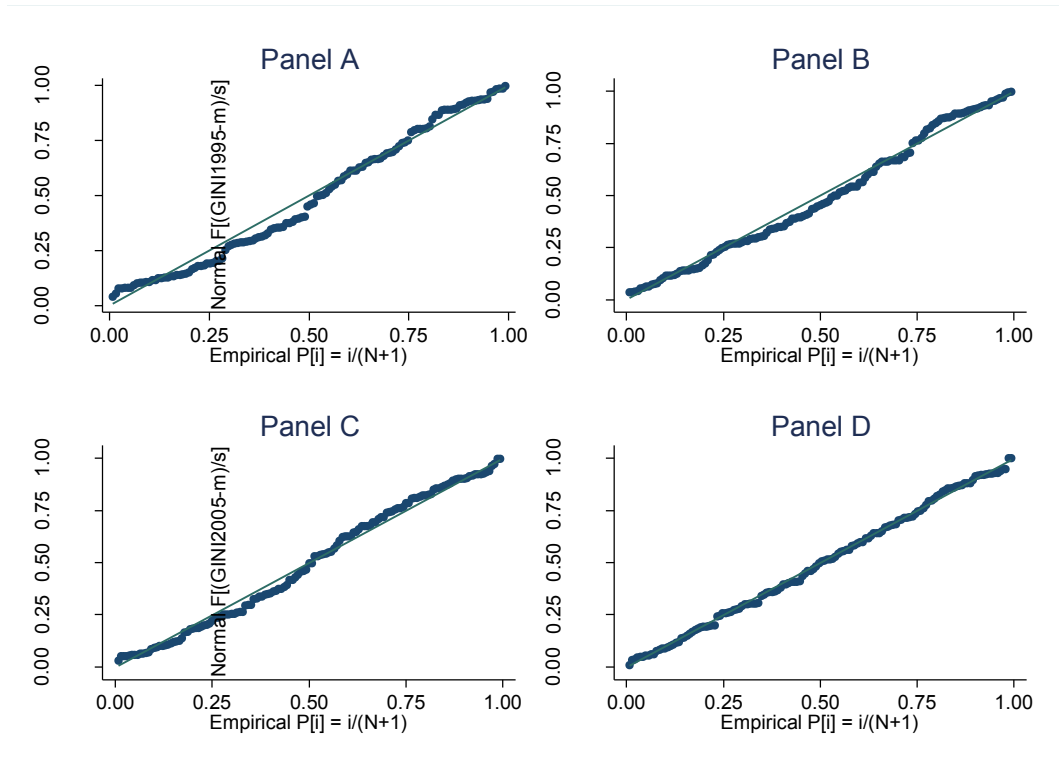 Panel A
Normal F[(GINI1995-m)/s]
1.00
0.75
0.50
0.25
0.00
0.00 0.25 0.50 0.75 1.00
Empirical P[i] = i/(N+1)
Panel B
1.00
0.75
0.50
0.25
0.00
0.00 0.25 0.50 0.75 1.00
Empirical P[i] = i/(N+1)
Panel C
Normal F[(GINI2005-m)/s]
1.00
0.75
0.50
0.25
0.00
0.00 0.25 0.50 0.75 1.00
Empirical P[i] = i/(N+1)
Panel D
1.00
0.75
0.50
0.25
0.00
0.00 0.25 0.50 0.75 1.00
Empirical P[i] = i/(N+1)